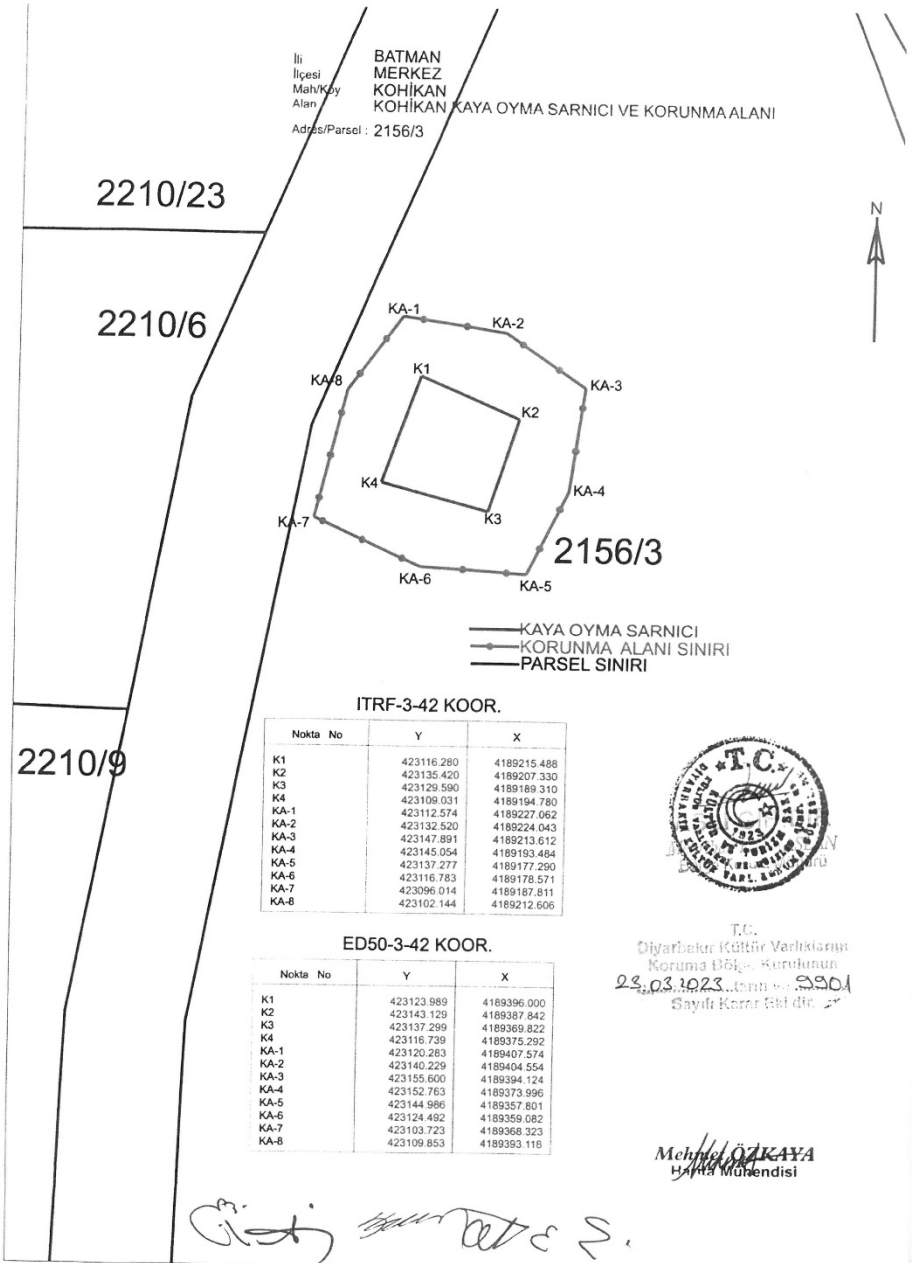 İli BATMAN
İlçesi MERKEZ
Mah/Köy KOHİKAN
Alan KOHİKAN KAYA OYMA SARNICI VE KORUNMA ALANI
Adres/Parsel : 2156/3
2210/23
N
2210/6
KA-1
KA-2
K1
KA-8
KA-3
K2
K4
KA-4
K3
KA-7
2156/3
KA-6
KA-5
KAYA OYMA SARNICI
KORUNMA ALANI SINIRI
PARSEL SINIRI
2210/9
ITRF-3-42 KOOR.
Nokta No Y X
K1 423116.280 4189215.488
K2 423135.420 4189207.330
K3 423129.590 4189189.310
K4 423109.031 4189194.780
KA-1 423112.574 4189227.062
KA-2 423132.520 4189224.043
KA-3 423147.891 4189213.612
KA-4 423145.054 4189193.484
KA-5 423137.277 4189177.290
KA-6 423116.783 4189178.571
KA-7 423096.014 4189187.811
KA-8 423102.144 4189212.606
T.C.
ED50-3-42 KOOR.
Nokta No Y X
K1 423123.989 4189396.000
K2 423143.129 4189387.842
K3 423137.299 4189369.822
K4 423116.739 4189375.292
KA-1 423120.283 4189407.574
KA-2 423140.229 4189404.554
KA-3 423155.600 4189394.124
KA-4 423152.763 4189373.996
KA-5 423144.986 4189357.801
KA-6 423124.492 4189359.082
KA-7 423103.723 4189368.323
KA-8 423109.853 4189393.118
T.C.
Diyarbakır Kültür Varlıklarını
Koruma Bölge Kurulunun
23.03.2023 tarih ve 9901
Sayılı Karar Eki dir.
Mehmet ÖZKAYA
Harita Mühendisi